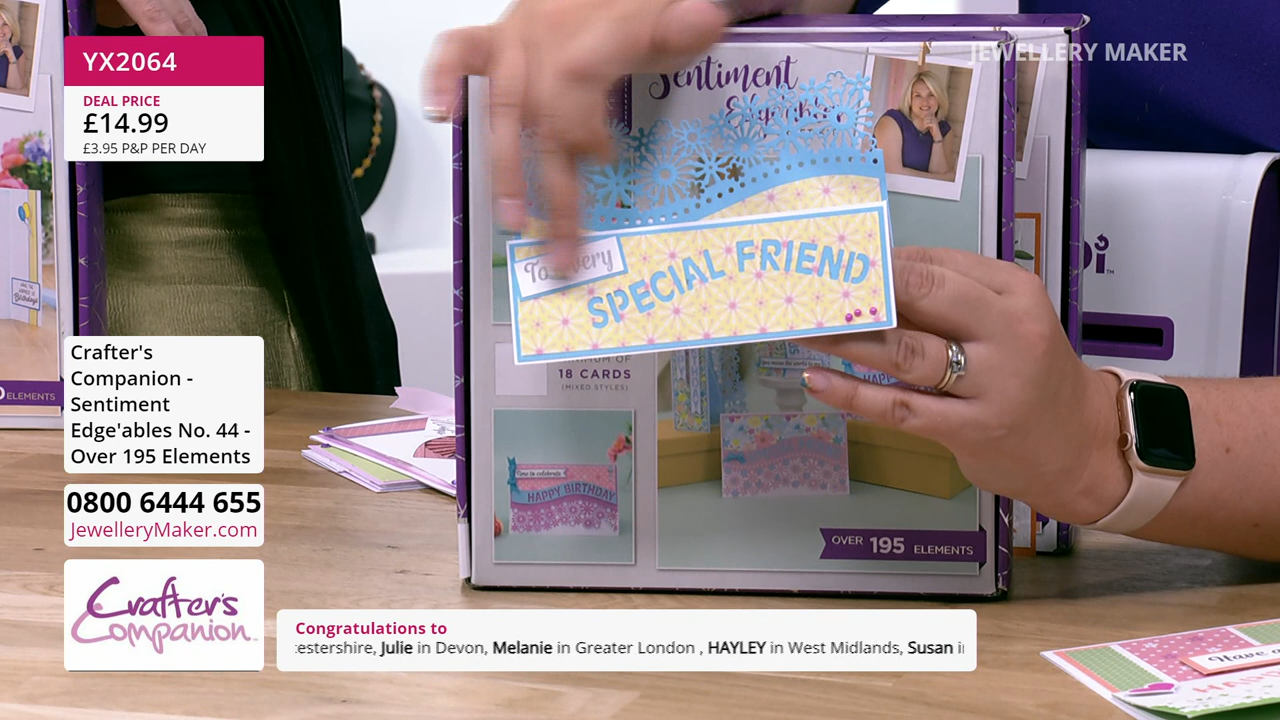 YX2064
DEAL PRICE
£14.99
£3.95 P&P PER DAY
JEWELLERY MAKER
Sentiment
To very
SPECIAL FRIEND
18 CARDS
(MIXED STYLES)
Time to celebrate
HAPPY BIRTHDAY
OVER 195 ELEMENTS
ELEMENTS
Crafter's
Companion -
Sentiment
Edge'ables No. 44 -
Over 195 Elements
0800 6444 655
JewelleryMaker.com
Crafter's
Companion
Congratulations to
estershire, Julie in Devon, Melanie in Greater London , HAYLEY in West Midlands, Susan i
Have a